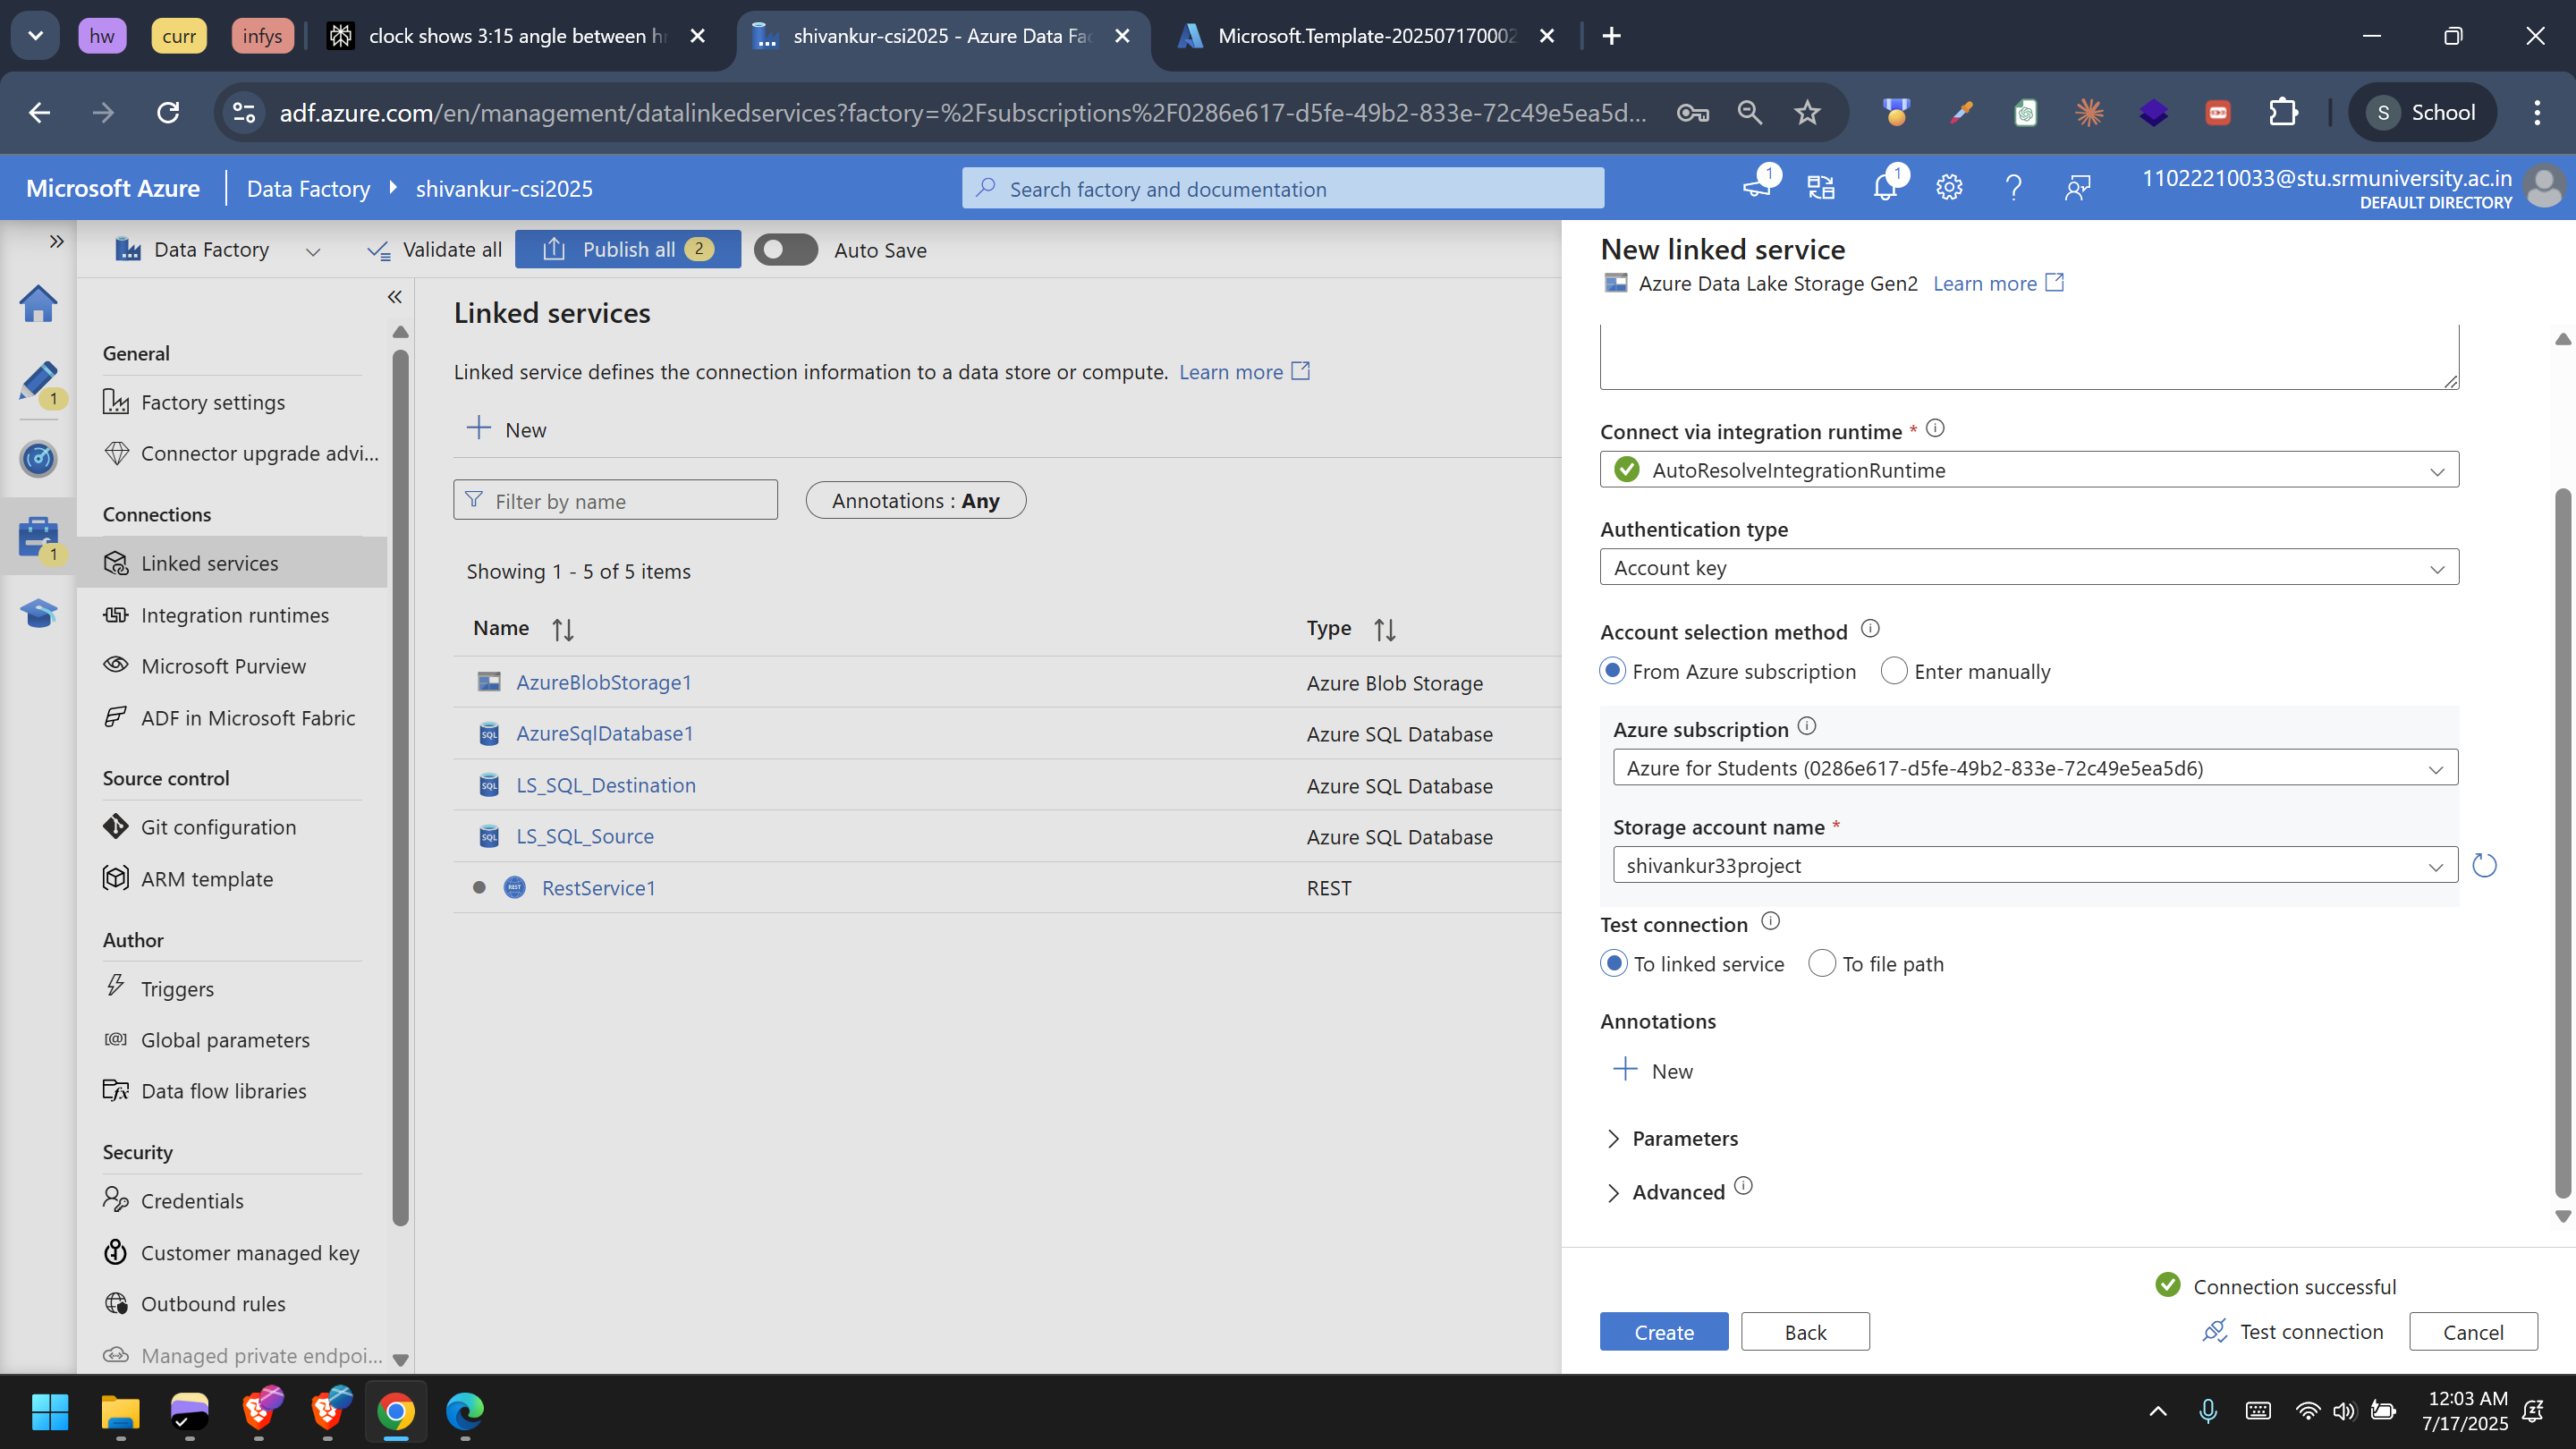 hw
curr
infys
clock shows 3:15 angle between hr
shivankur-csi2025 - Azure Data Fac
Microsoft.Template-20250717000
adf.azure.com/en/management/datalinkedservices?factory=%2Fsubscriptions%2F0286e617-d5fe-49b2-833e-72c49e5ea5d...
S
School
Microsoft Azure
Data Factory
shivankur-csi2025
Search factory and documentation
1
1
11022210033@stu.srmuniversity.ac.in
DEFAULT DIRECTORY
Data Factory
Validate all
Publish all 2
Auto Save
1
1
General
Factory settings
Connector upgrade advi...
Connections
Linked services
Integration runtimes
Microsoft Purview
ADF in Microsoft Fabric
Source control
Git configuration
ARM template
Author
Triggers
Global parameters
Data flow libraries
Security
Credentials
Customer managed key
Outbound rules
Managed private endpoi...
Linked services
Linked service defines the connection information to a data store or compute. Learn more
New
Filter by name
Annotations : Any
Showing 1 - 5 of 5 items
Name Type
AzureBlobStorage1 Azure Blob Storage
SQL AzureSqlDatabase1 Azure SQL Database
SQL LS_SQL_Destination Azure SQL Database
SQL LS_SQL_Source Azure SQL Database
REST RestService1 REST
New linked service
Azure Data Lake Storage Gen2 Learn more
Connect via integration runtime *
AutoResolveIntegrationRuntime
Authentication type
Account key
Account selection method
From Azure subscription Enter manually
Azure subscription
Azure for Students (0286e617-d5fe-49b2-833e-72c49e5ea5d6)
Storage account name *
shivankur33project
Test connection
To linked service To file path
Annotations
New
Parameters
Advanced
Connection successful
Create
Back
Test connection
Cancel
12:03 AM
7/17/2025